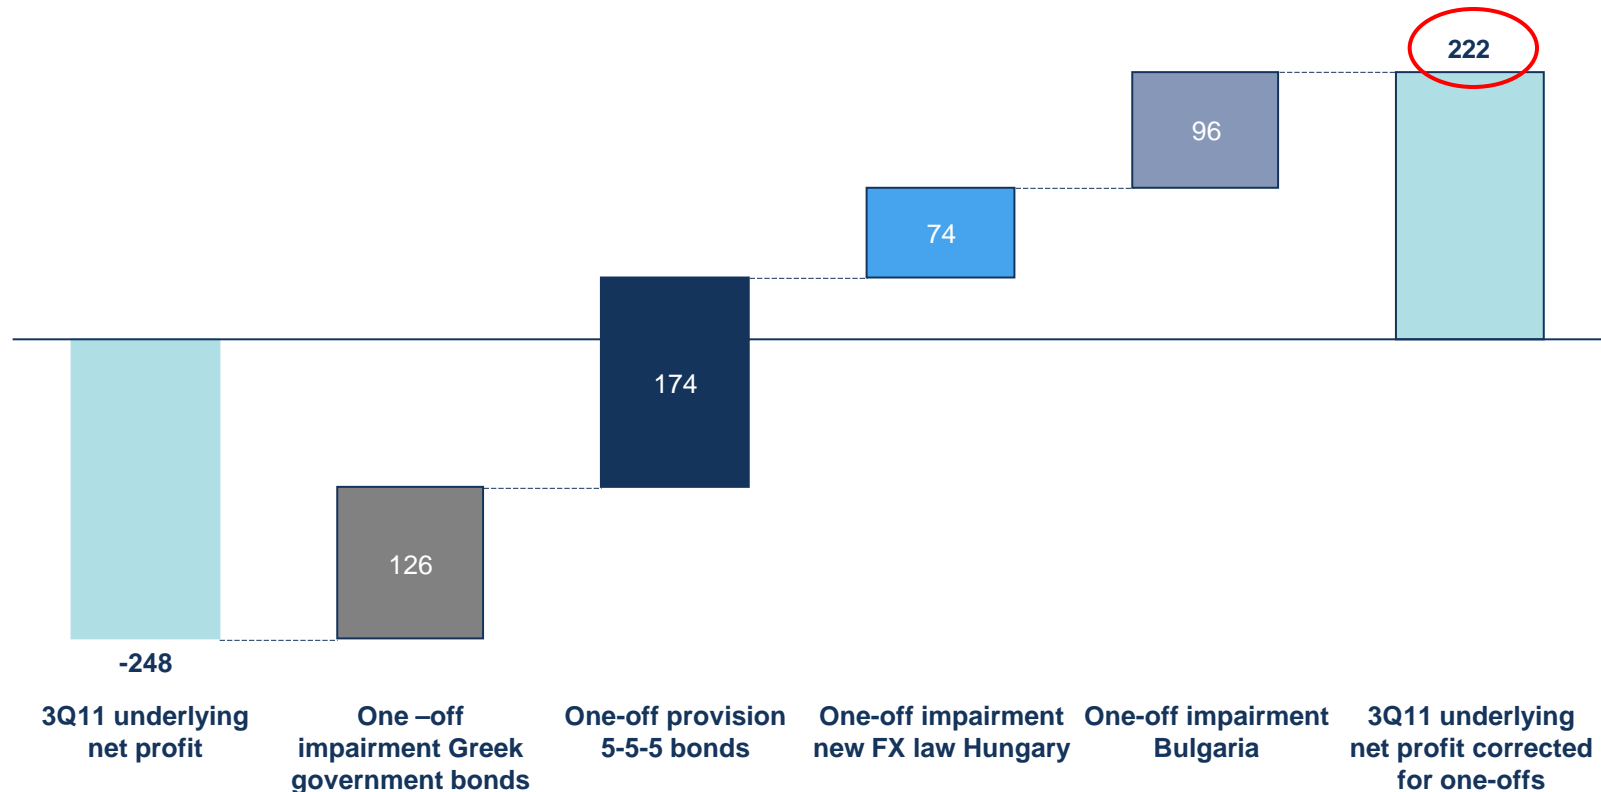 222
96
74
174
126
-248
3Q11 underlying
net profit
One –off
impairment Greek
government bonds
One-off provision
5-5-5 bonds
One-off impairment
new FX law Hungary
One-off impairment
Bulgaria
3Q11 underlying
net profit corrected
for one-offs